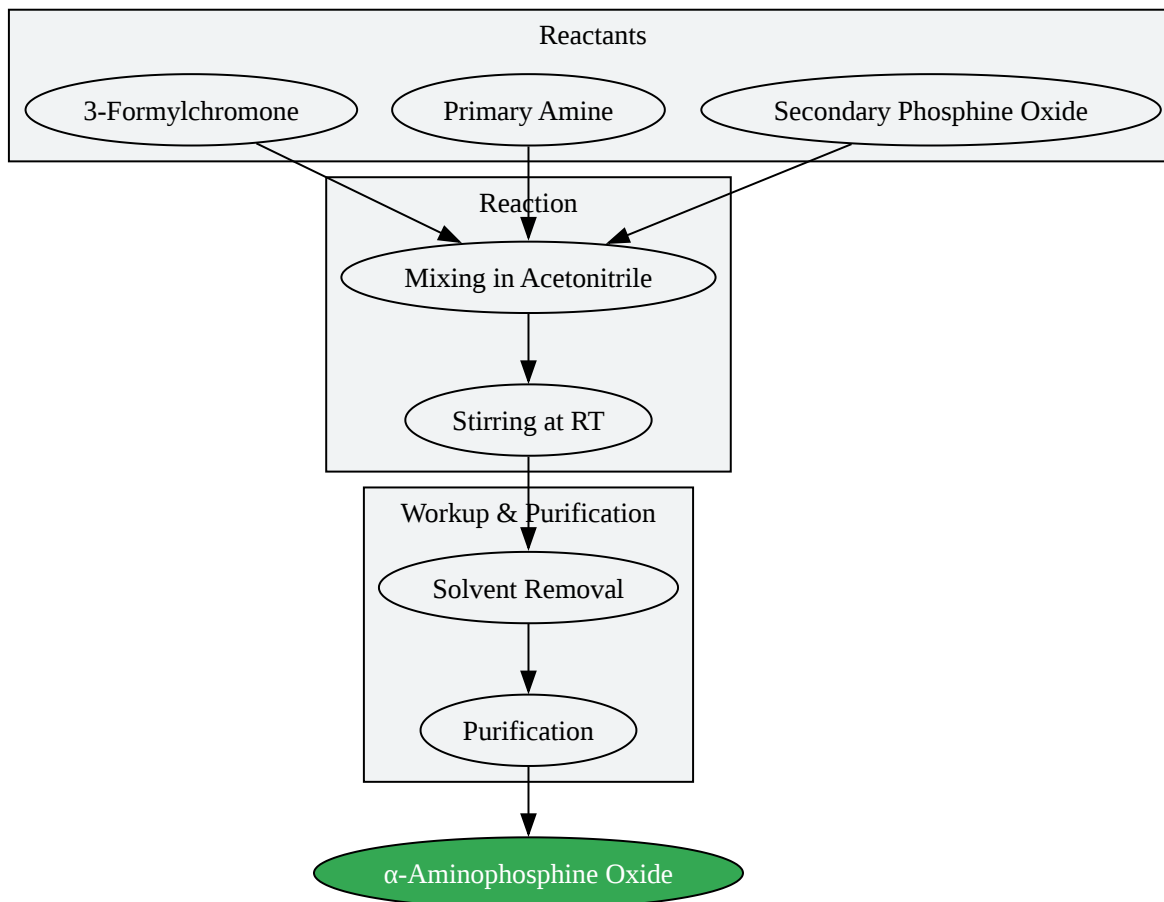 Reactants
3-Formylchromone
Primary Amine
Secondary Phosphine Oxide
Reaction
Mixing in Acetonitrile
Stirring at RT
Workup & Purification
Solvent Removal
Purification
α-Aminophosphine Oxide